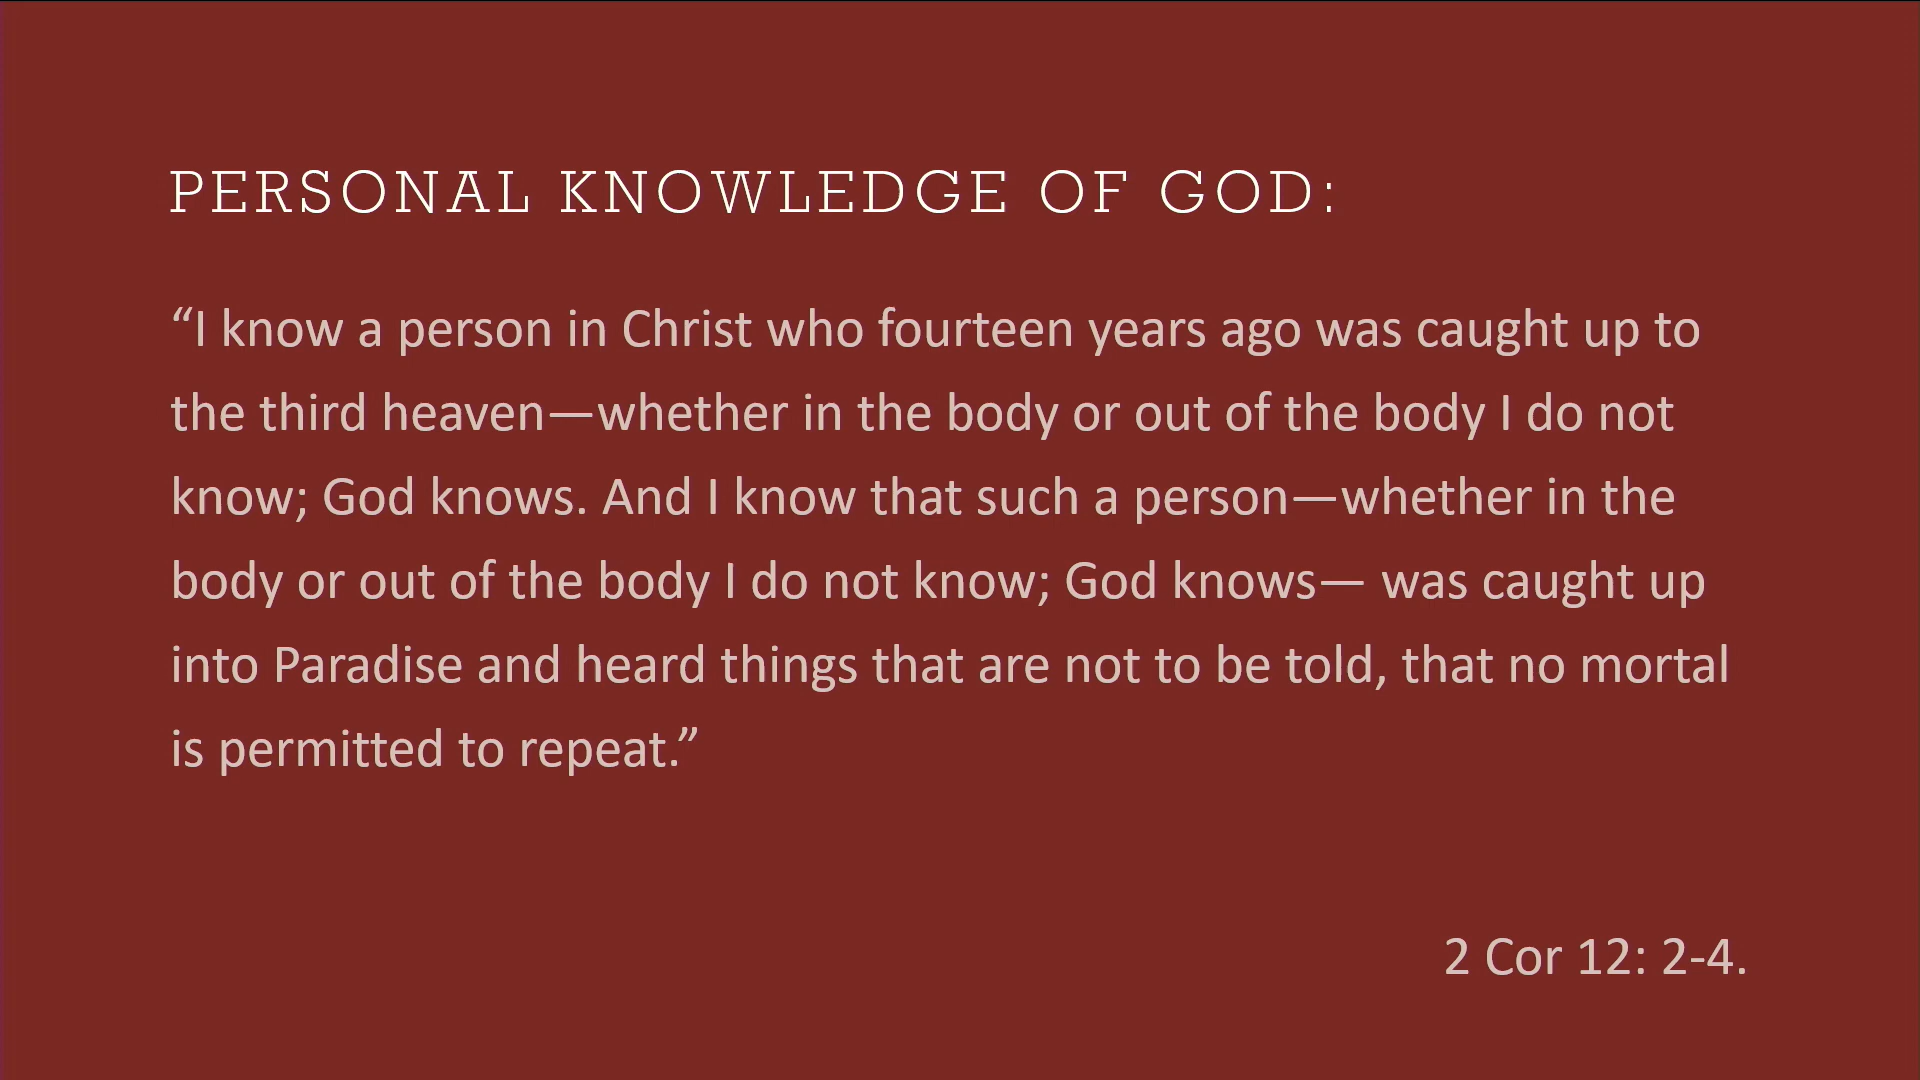 PERSONAL KNOWLEDGE OF GOD:
“I know a person in Christ who fourteen years ago was caught up to
the third heaven—whether in the body or out of the body I do not
know; God knows. And I know that such a person—whether in the
body or out of the body I do not know; God knows— was caught up
into Paradise and heard things that are not to be told, that no mortal
is permitted to repeat.”
2 Cor 12: 2-4.